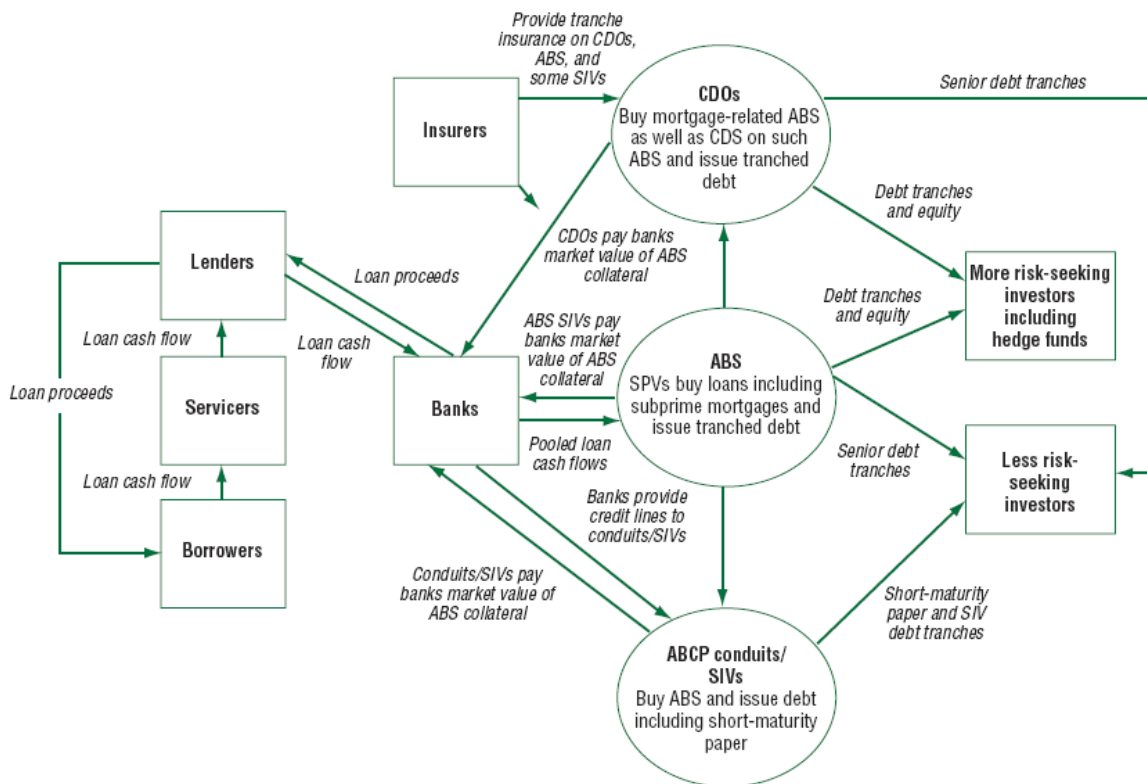 Provide tranche
insurance on CDOs,
ABS, and
some SIVs
Insurers
CDOs
Buy mortgage-related ABS
as well as CDS on such
ABS and issue tranched
debt
Senior debt tranches
Debt tranches
and equity
CDOs pay banks
market value of ABS
collateral
Lenders
Loan proceeds
More risk-seeking
investors
including
hedge funds
Debt tranches
and equity
Loan cash flow
Loan cash
flow
ABS SIVs pay
banks market
value of ABS
collateral
ABS
SPVs buy loans including
subprime mortgages and
issue tranched debt
Loan proceeds
Servicers
Banks
Pooled loan
cash flows
Senior debt
tranches
Less risk-
seeking
investors
Loan cash flow
Banks provide
credit lines to
conduits/SIVs
Borrowers
Conduits/SIVs pay
banks market value of
ABS collateral
Short-maturity
paper and SIV
debt tranches
ABCP conduits/
SIVs
Buy ABS and issue debt
including short-maturity
paper